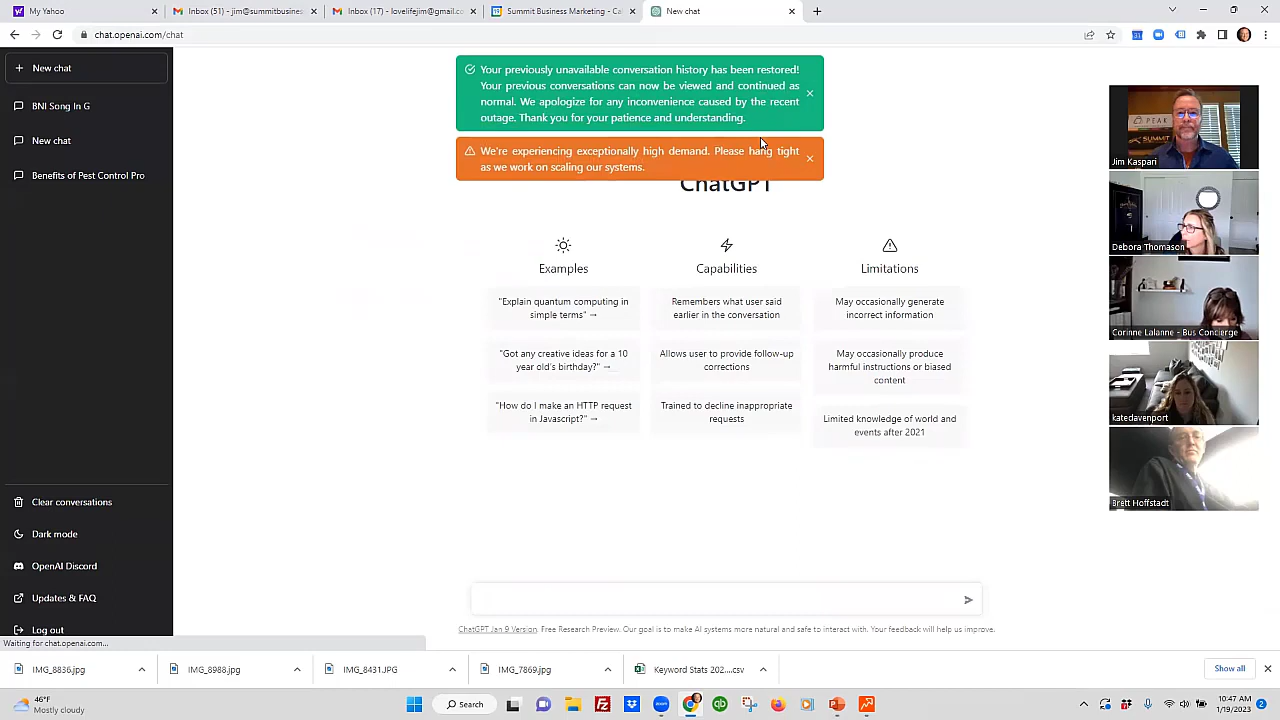 My Yahoo
Inbox (51) - jim@summitbusines
Inbox (17) - lovelifejim@gmail.c
Summit Business Marketing - Ca
New chat
chat.openai.com/chat
New chat
BNI Song In G
New chat
Benefits of Pest Control Pro
Clear conversations
Dark mode
OpenAI Discord
Updates & FAQ
Log out
Waiting for chat.openai.com...
Your previously unavailable conversation history has been restored!
Your previous conversations can now be viewed and continued as
normal. We apologize for any inconvenience caused by the recent
outage. Thank you for your patience and understanding.
We're experiencing exceptionally high demand. Please hang tight
as we work on scaling our systems.
ChatGPT
Examples
"Explain quantum computing in
simple terms" →
"Got any creative ideas for a 10
year old's birthday?" →
"How do I make an HTTP request
in Javascript?" →
Capabilities
Remembers what user said
earlier in the conversation
Allows user to provide follow-up
corrections
Trained to decline inappropriate
requests
Limitations
May occasionally generate
incorrect information
May occasionally produce
harmful instructions or biased
content
Limited knowledge of world and
events after 2021
ChatGPT Jan 9 Version. Free Research Preview. Our goal is to make AI systems more natural and safe to interact with. Your feedback will help us improve.
PEAK
SUMMIT
Jim Kaspari
Debora Thomason
Corinne Lalanne - Bus Concierge
katedavenport
Brett Hoffstadt
IMG_8836.jpg
IMG_8988.jpg
IMG_8431.JPG
IMG_7869.jpg
Keyword Stats 202....csv
Show all
46°F
Mostly cloudy
Search
10:47 AM
1/19/2023